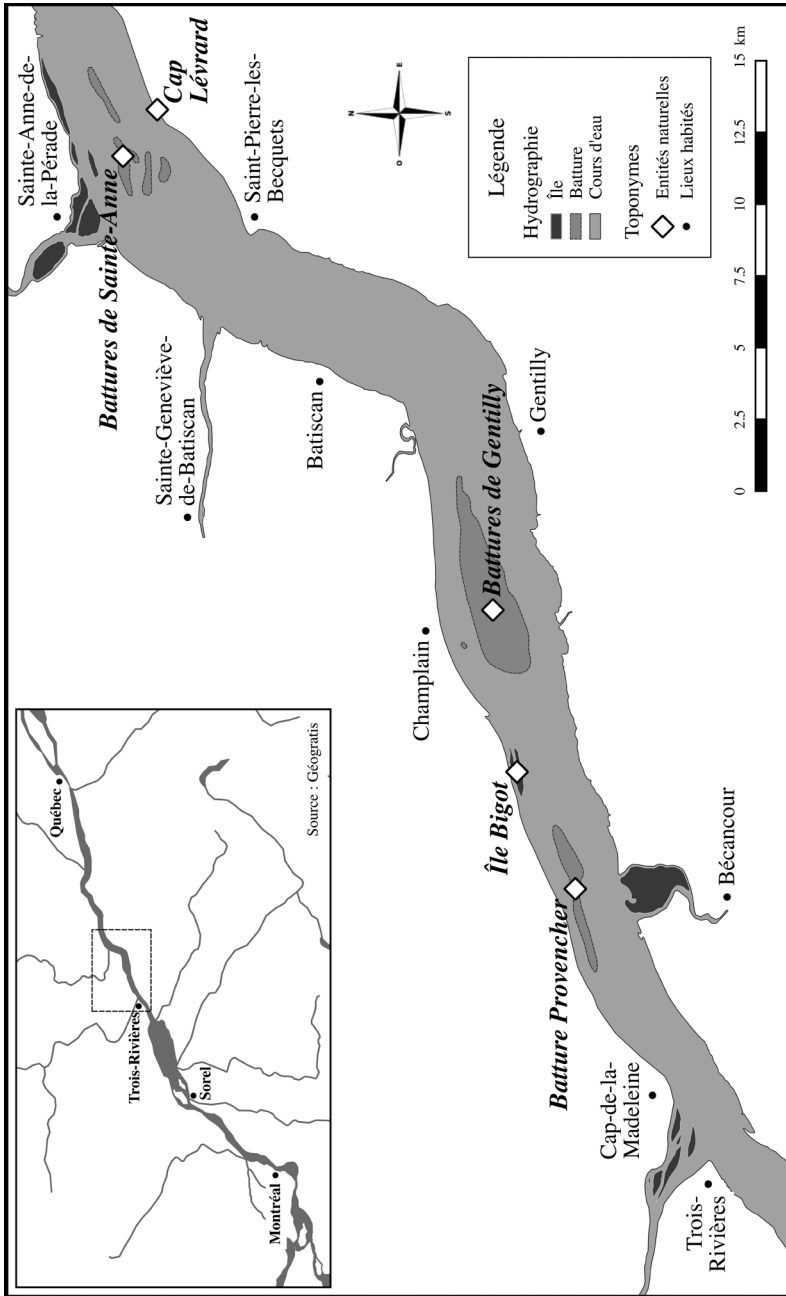 Québec
Trois-Rivières
Sorel
Montréal
Source : Géogratis
Sainte-Anne-de-
la-Pérade
Battures de Sainte-Anne
Cap
Lévrard
Sainte-Geneviève-
de-Batiscan
Saint-Pierre-les-
Becquets
Batiscan
Champlain
Battures de Gentilly
Gentilly
Île Bigot
Batture Provencher
Bécancour
Cap-de-la-
Madeleine
Trois-
Rivières
N
O
E
S
Légende
Hydrographie
Île
Batture
Cours d'eau
Toponymes
Entités naturelles
Lieux habités
0 2.5 5 7.5 10 12.5 15 km